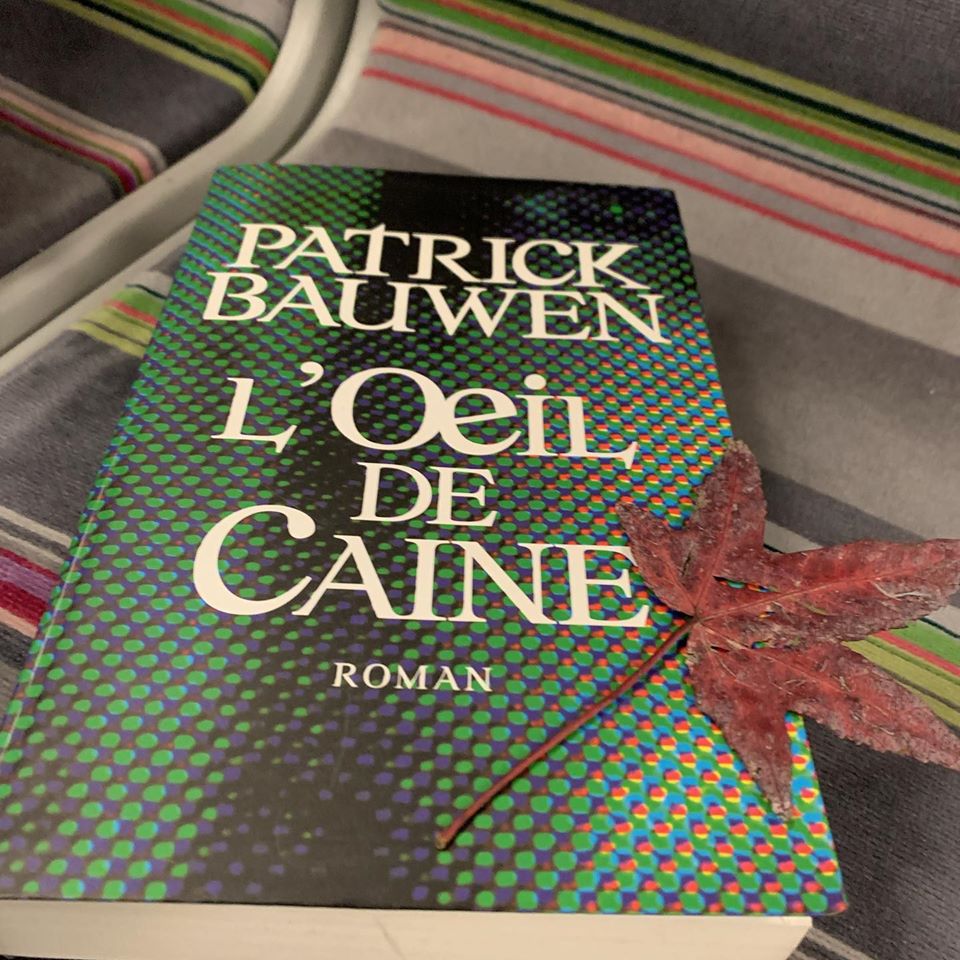 PATRICK
BAUWEN
L'OeiL
DE
CAINE
ROMAN